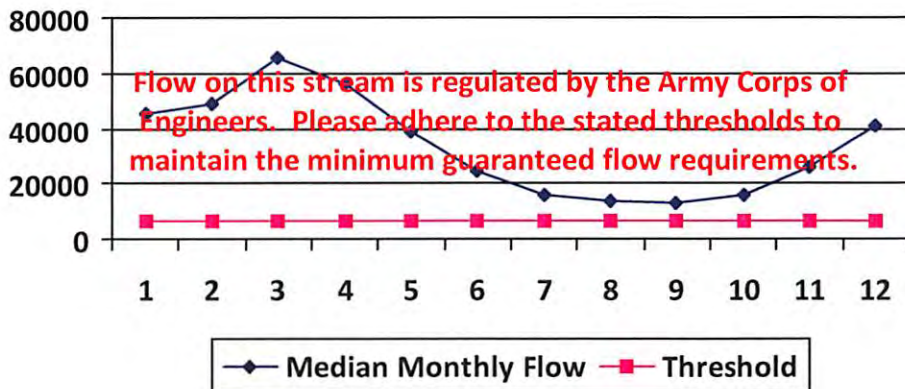 80000
60000
40000
20000
0
Flow on this stream is regulated by the Army Corps of
Engineers. Please adhere to the stated thresholds to
maintain the minimum guaranteed flow requirements.
1 2 3 4 5 6 7 8 9 10 11 12
Median Monthly Flow Threshold